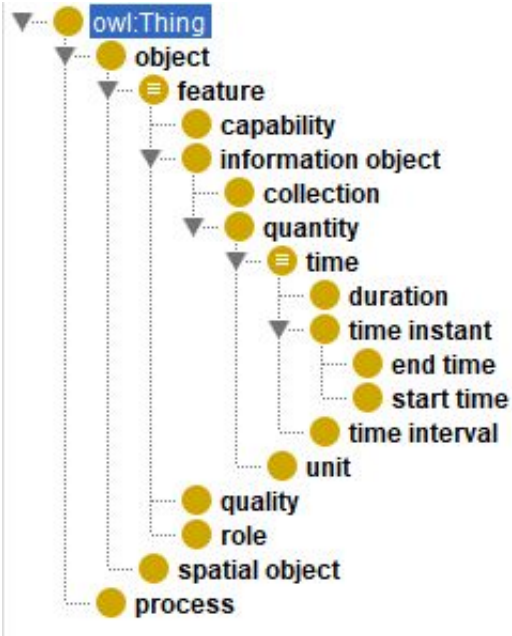 owl:Thing
object
feature
capability
information object
collection
quantity
time
duration
time instant
end time
start time
time interval
unit
quality
role
spatial object
process